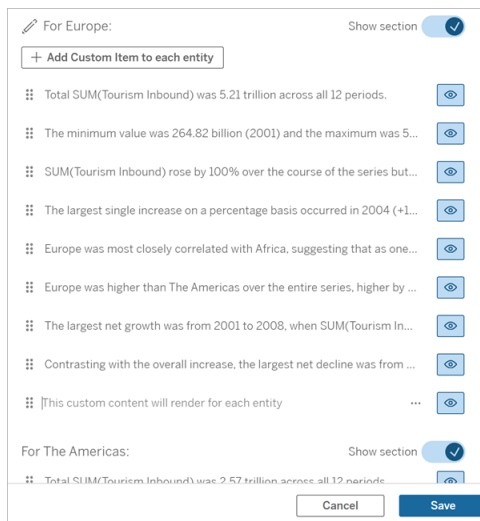 For Europe:
Show section
+ Add Custom Item to each entity
Total SUM(Tourism Inbound) was 5.21 trillion across all 12 periods.
The minimum value was 264.82 billion (2001) and the maximum was 5...
SUM(Tourism Inbound) rose by 100% over the course of the series but...
The largest single increase on a percentage basis occurred in 2004 (+1...
Europe was most closely correlated with Africa, suggesting that as one...
Europe was higher than The Americas over the entire series, higher by ...
The largest net growth was from 2001 to 2008, when SUM(Tourism In...
Contrasting with the overall increase, the largest net decline was from ...
This custom content will render for each entity
...
For The Americas:
Show section
Total SUM(Tourism Inbound) was 2.57 trillion across all 12 periods
Cancel
Save